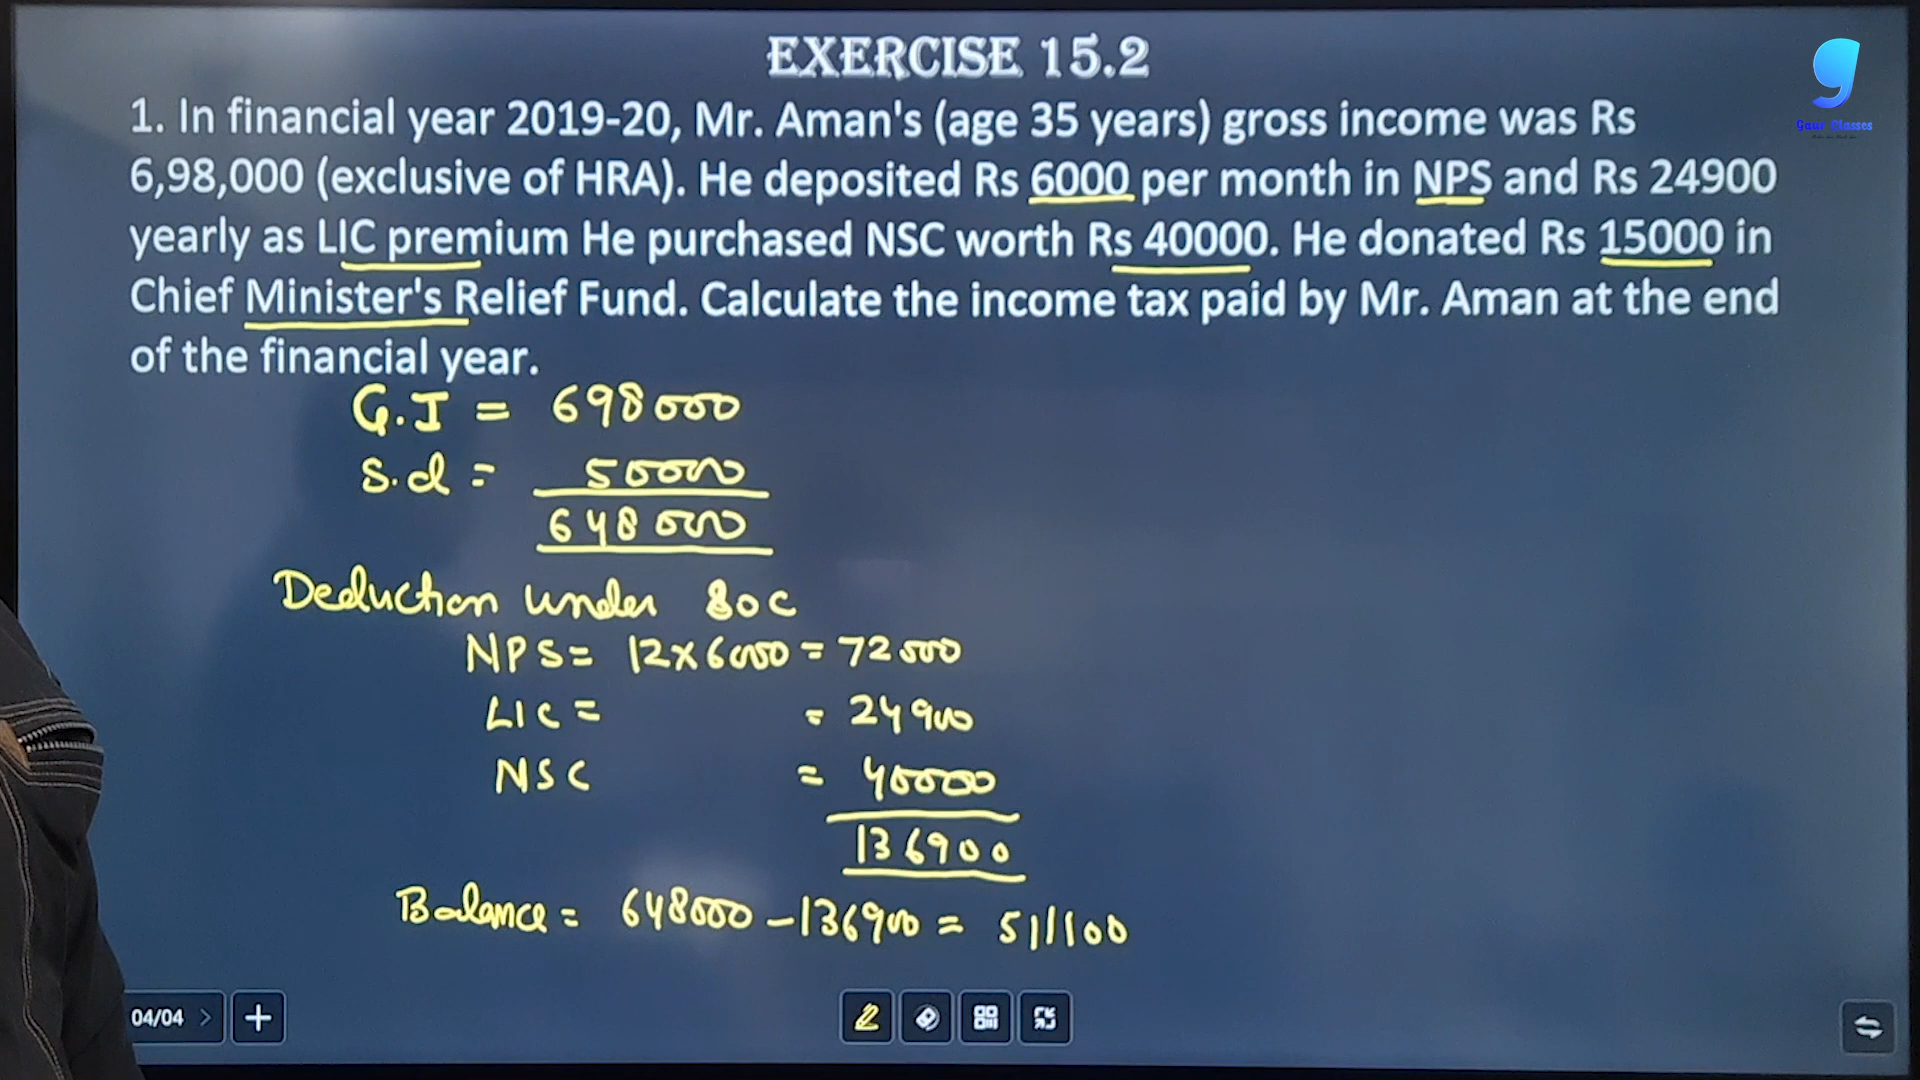 EXERCISE 15.2
1. In financial year 2019-20, Mr. Aman's (age 35 years) gross income was Rs
6,98,000 (exclusive of HRA). He deposited Rs 6000 per month in NPS and Rs 24900
yearly as LIC premium He purchased NSC worth Rs 40000. He donated Rs 15000 in
Chief Minister's Relief Fund. Calculate the income tax paid by Mr. Aman at the end
of the financial year.
G.I = 698000
S.d = 50000
648000
Deduction under 80C
NPS = 12×6000 = 72000
LIC = = 24900
NSC = 40000
136900
Balance = 648000 - 136900 = 511100
04/04
g
Gaur Classes